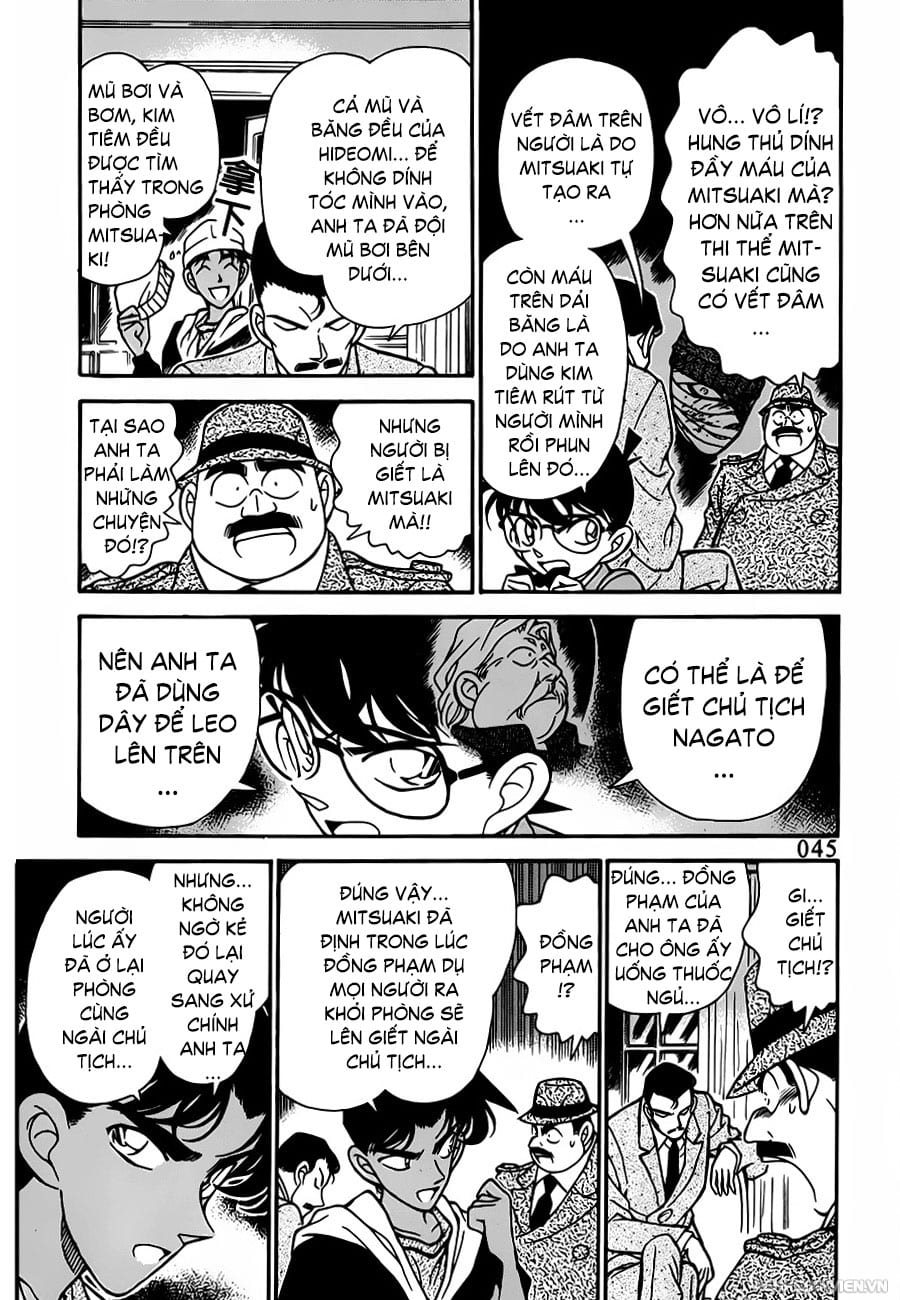 VÔ... VÔ LÍ!?
HUNG THỦ DÍNH
ĐẦY MÁU CỦA
MITSUAKI MÀ?
HƠN NỮA TRÊN
THI THỂ MIT-
SUAKI CŨNG
CÓ VẾT ĐÂM
...
VẾT ĐÂM TRÊN
NGƯỜI LÀ DO
MITSUAKI TỰ
TẠO RA
...
CÒN MÁU
TRÊN DẢI
BĂNG LÀ
DO ANH TA
DÙNG KIM
TIÊM RÚT TỪ
NGƯỜI MÌNH
RỒI PHUN
LÊN ĐÓ...
CẢ MŨ VÀ
BĂNG ĐỀU CỦA
HIDEOMI... ĐỂ
KHÔNG DÍNH
TÓC MÌNH VÀO,
ANH TA ĐÃ ĐỘI
MŨ BƠI BÊN
DƯỚI...
MŨ BƠI VÀ
BƠM, KIM
TIÊM ĐỀU
ĐƯỢC TÌM
THẤY TRONG
PHÒNG
MITSUA-
KI!
拿下
NHƯNG
NGƯỜI BỊ
GIẾT LÀ
MITSUAKI
MÀ!!
TẠI SAO
ANH TA
PHẢI LÀM
NHỮNG
CHUYỆN
ĐÓ!?
CÓ THỂ LÀ ĐỂ
GIẾT CHỦ TỊCH
NAGATO
...
NÊN ANH TA
ĐÃ DÙNG
DÂY ĐỂ LEO
LÊN TRÊN
...
045
GI...
GIẾT
CHỦ
TỊCH!?
ĐÚNG... ĐỒNG
PHẠM CỦA
ANH TA ĐÃ
CHO ÔNG ẤY
UỐNG THUỐC
NGỦ...
ĐỒNG
PHẠM
!?
ĐÚNG VẬY...
MITSUAKI ĐÃ
ĐỊNH TRONG LÚC
ĐỒNG PHẠM DỤ
MỌI NGƯỜI RA
KHỎI PHÒNG SẼ
LÊN GIẾT NGÀI
CHỦ TỊCH...
NHƯNG...
KHÔNG
NGỜ KẺ
ĐÓ LẠI
QUAY
SANG XỬ
CHÍNH
ANH TA
...
NGƯỜI
LÚC ẤY
ĐÃ Ở LẠI
PHÒNG
CÙNG
NGÀI CHỦ
TỊCH...